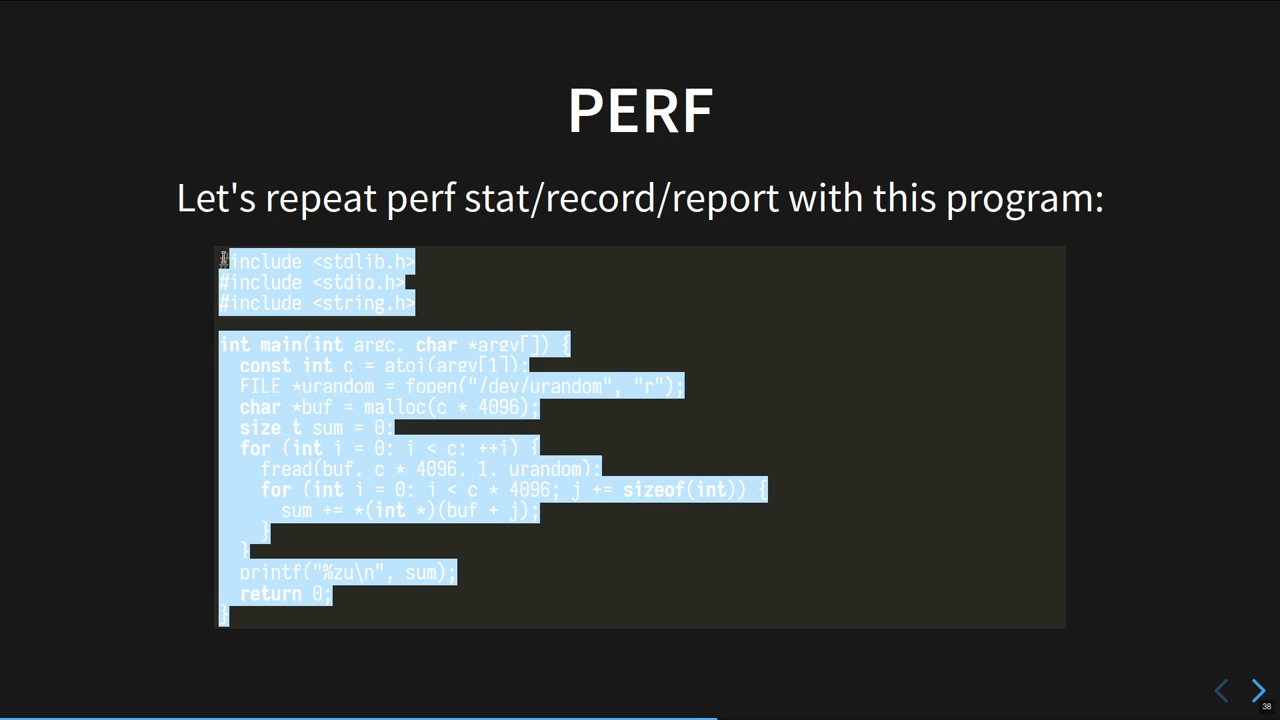 PERF
Let's repeat perf stat/record/report with this program:
#include <stdlib.h>
#include <stdio.h>
#include <string.h>
int main(int argc, char *argv[]) {
const int c = atoi(argv[1]);
FILE *urandom = fopen("/dev/urandom", "r");
char *buf = malloc(c * 4096);
size_t sum = 0;
for (int i = 0; i < c; ++i) {
fread(buf, c * 4096, 1, urandom);
for (int j = 0; j < c * 4096; j += sizeof(int)) {
sum += *(int *)(buf + j);
}
}
printf("%zu\n", sum);
return 0;
}
38